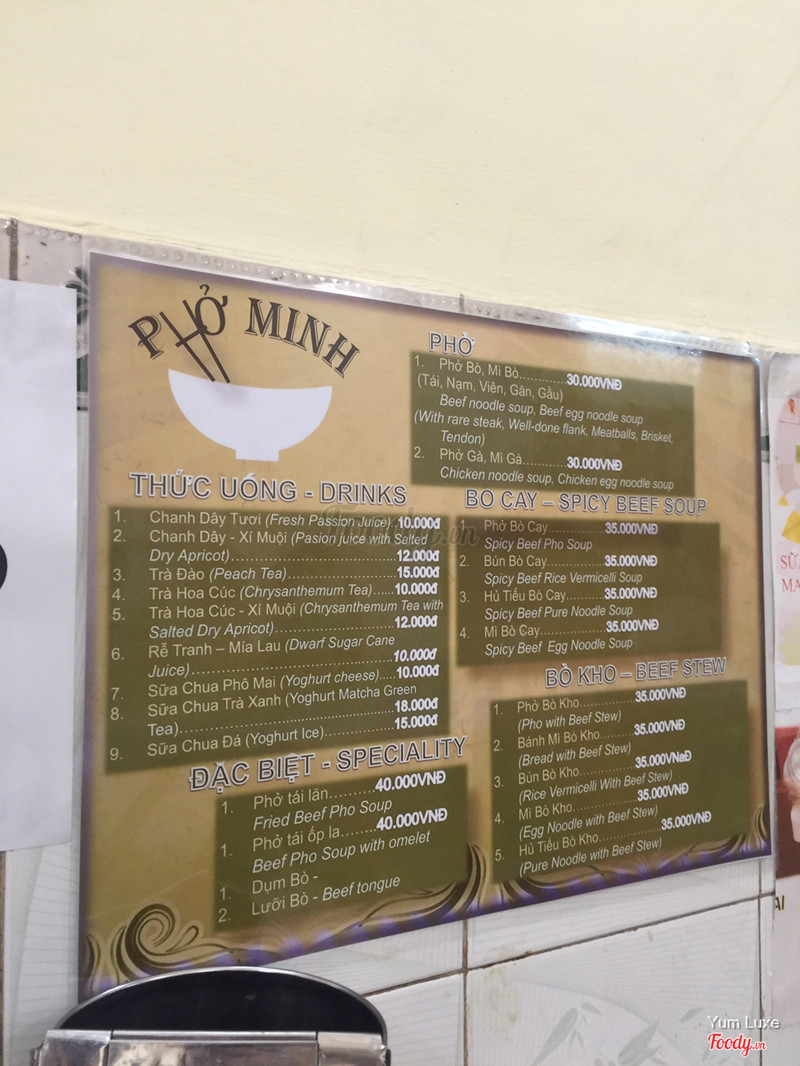 PHỞ MINH
PHỞ
1. Phở Bò, Mì Bò............30.000VNĐ
(Tái, Nạm, Viên, Gân, Gầu)
Beef noodle soup, Beef egg noodle soup
(With rare steak, Well-done flank, Meatballs, Brisket,
Tendon)
2. Phở Gà, Mì Gà...........30.000VNĐ
Chicken noodle soup, Chicken egg noodle soup
THỨC UỐNG - DRINKS
1. Chanh Dây Tươi (Fresh Passion Juice) .10.000đ
2. Chanh Dây - Xí Muội (Pasion juice with Salted
Dry Apricot)...................................12.000đ
3. Trà Đào (Peach Tea)...........................15.000đ
4. Trà Hoa Cúc (Chrysanthemum Tea)......10.000đ
5. Trà Hoa Cúc - Xí Muội (Chrysanthemum Tea with
Salted Dry Apricot)...........................12.000đ
6. Rễ Tranh – Mía Lau (Dwarf Sugar Cane
Juice)..............................................10.000đ
7. Sữa Chua Phô Mai (Yoghurt cheese).....10.000đ
8. Sữa Chua Trà Xanh (Yoghurt Matcha Green
Tea)................................................18.000đ
9. Sữa Chua Đá (Yoghurt Ice)..................15.000đ
BÒ CAY – SPICY BEEF SOUP
Phở Bò Cay...............35.000VNĐ
Spicy Beef Pho Soup
2. Bún Bò Cay...............35.000VNĐ
Spicy Beef Rice Vermicelli Soup
3. Hủ Tiếu Bò Cay..........35.000VNĐ
Spicy Beef Pure Noodle Soup
4. Mì Bò Cay.................35.000VNĐ
Spicy Beef Egg Noodle Soup
BÒ KHO – BEEF STEW
1. Phở Bò Kho...............35.000VNĐ
(Pho with Beef Stew)
2. Bánh Mì Bò Kho.........35.000VNĐ
(Bread with Beef Stew)
3. Bún Bò Kho...............35.000VNaĐ
(Rice Vermicelli With Beef Stew)
4. Mì Bò Kho.................35.000VNĐ
(Egg Noodle with Beef Stew)
5. Hủ Tiếu Bò Kho................35.000VNĐ
(Pure Noodle with Beef Stew)
ĐẶC BIỆT - SPECIALITY
1. Phở tái lăn..........40.000VNĐ
Fried Beef Pho Soup
1. Phở tái ốp la........40.000VNĐ
Beef Pho Soup with omelet
1. Dụm Bò -
2. Lưỡi Bò - Beef tongue
SỮ
MA
AI
Yum Luxe
Foody.vn